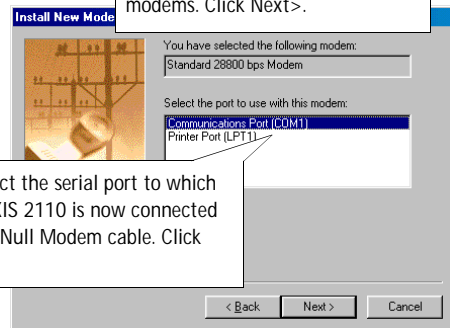 modems. Click Next>.
Install New Mode
You have selected the following modem:
Standard 28800 bps Modem
Select the port to use with this modem:
Communications Port (COM1)
Printer Port (LPT1)
ct the serial port to which
XIS 2110 is now connected
Null Modem cable. Click
< Back
Next >
Cancel